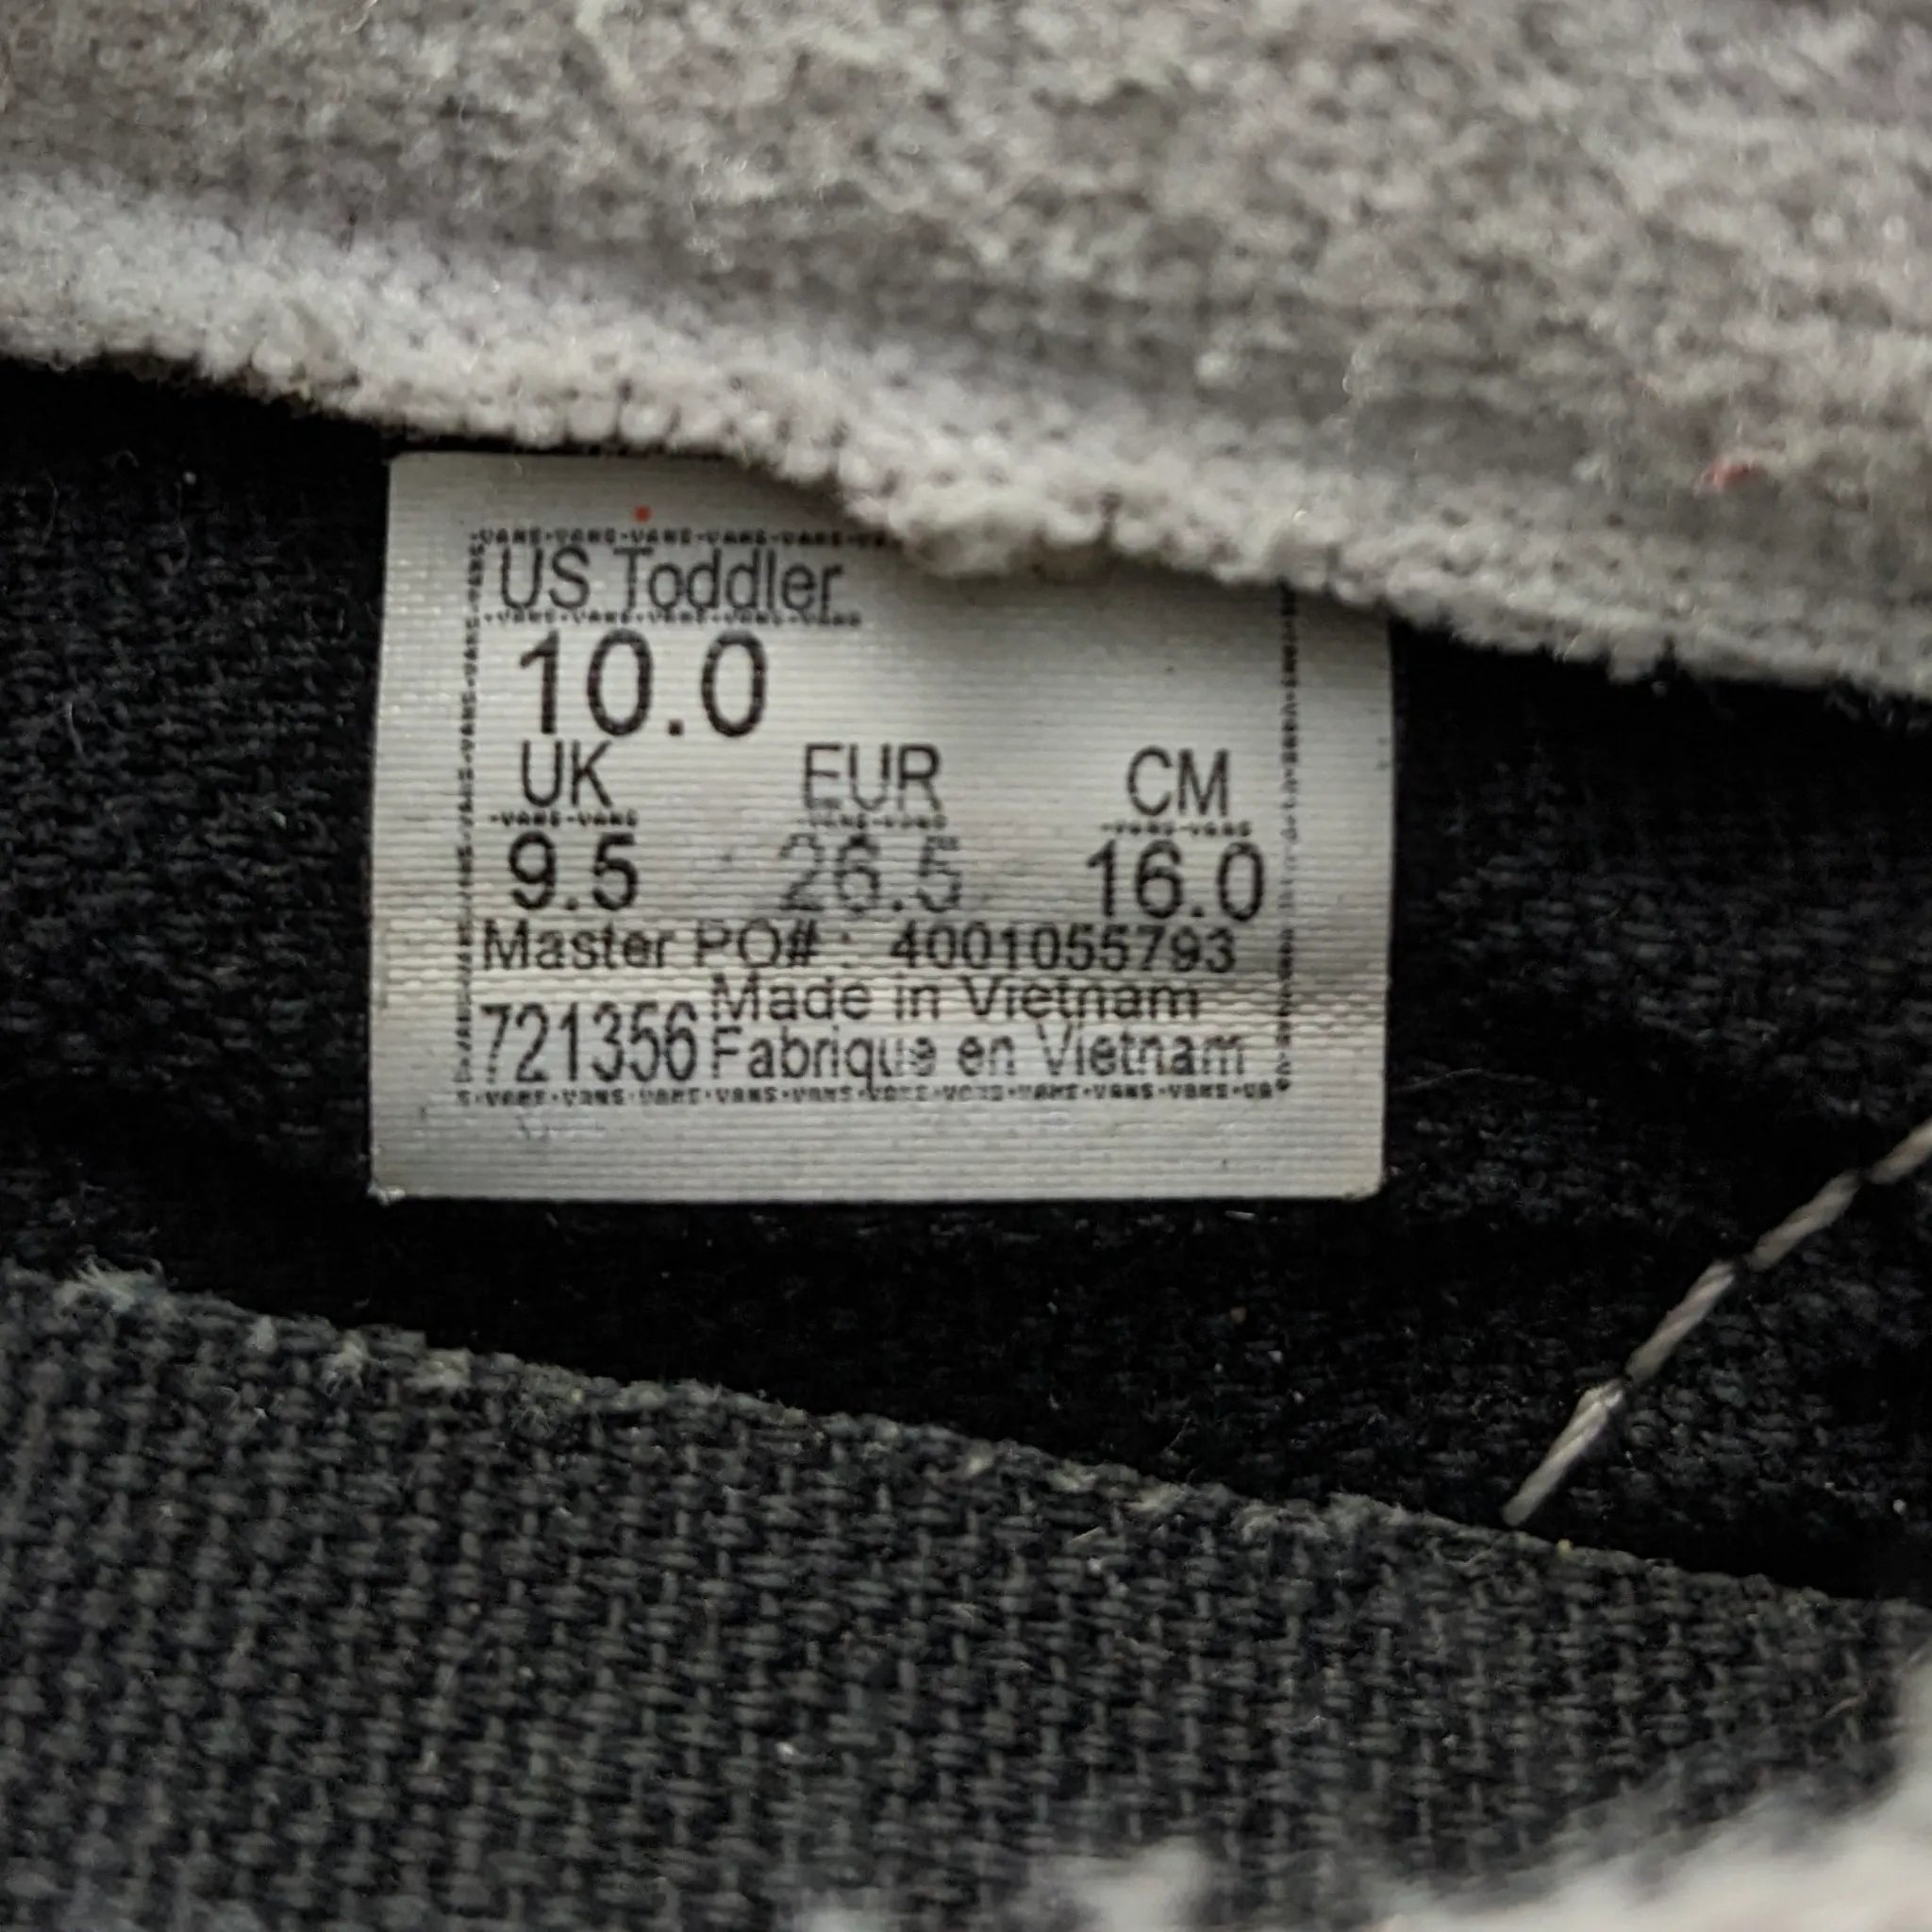 US Toddler
10.0
UK EUR CM
9.5 26.5 16.0
Master PO# : 4001055793
Made in Vietnam
721356 Fabrique en Vietnam